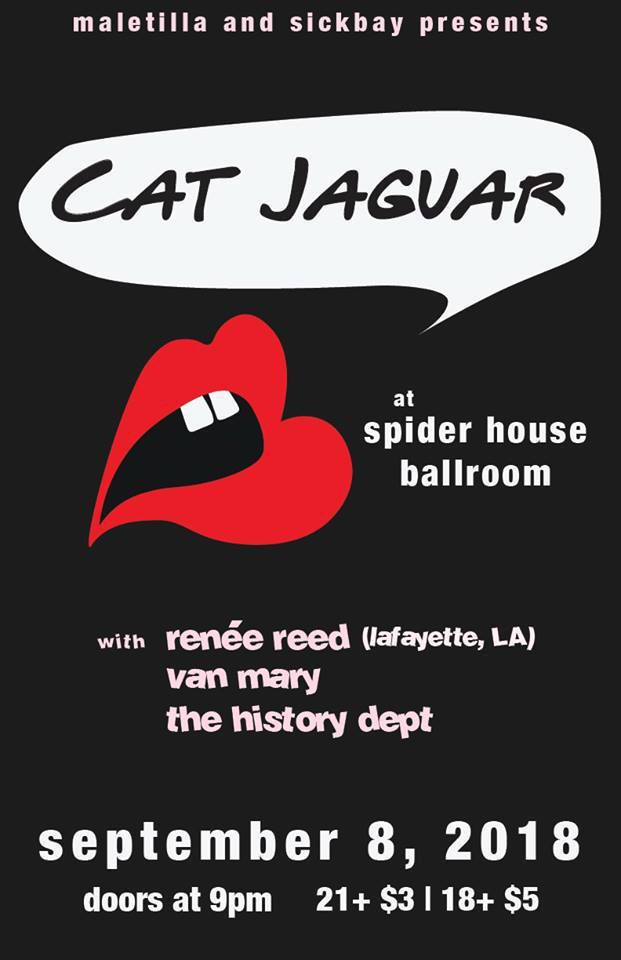 maletilla and sickbay presents
CAT JAGUAR
at
spider house
ballroom
with renée reed (lafayette, LA)
van mary
the history dept
september 8, 2018
doors at 9pm 21+ $3 | 18+ $5